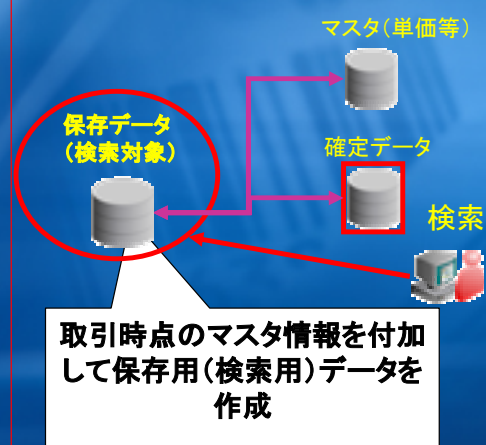 マスタ(単価等)
保存データ
(検索対象)
確定データ
検索
取引時点のマスタ情報を付加
して保存用(検索用)データを
作成